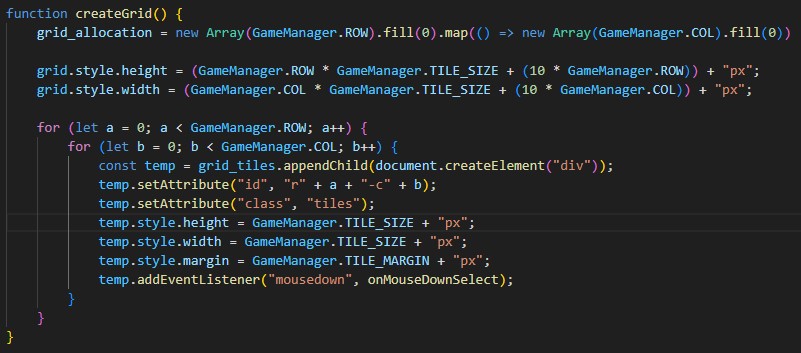 function createGrid() {
grid_allocation = new Array(GameManager.ROW).fill(0).map(() => new Array(GameManager.COL).fill(0))
grid.style.height = (GameManager.ROW * GameManager.TILE_SIZE + (10 * GameManager.ROW)) + "px";
grid.style.width = (GameManager.COL * GameManager.TILE_SIZE + (10 * GameManager.COL)) + "px";
for (let a = 0; a < GameManager.ROW; a++) {
for (let b = 0; b < GameManager.COL; b++) {
const temp = grid_tiles.appendChild(document.createElement("div"));
temp.setAttribute("id", "r" + a + "-c" + b);
temp.setAttribute("class", "tiles");
temp.style.height = GameManager.TILE_SIZE + "px";
temp.style.width = GameManager.TILE_SIZE + "px";
temp.style.margin = GameManager.TILE_MARGIN + "px";
temp.addEventListener("mousedown", onMouseDownSelect);
}
}
}